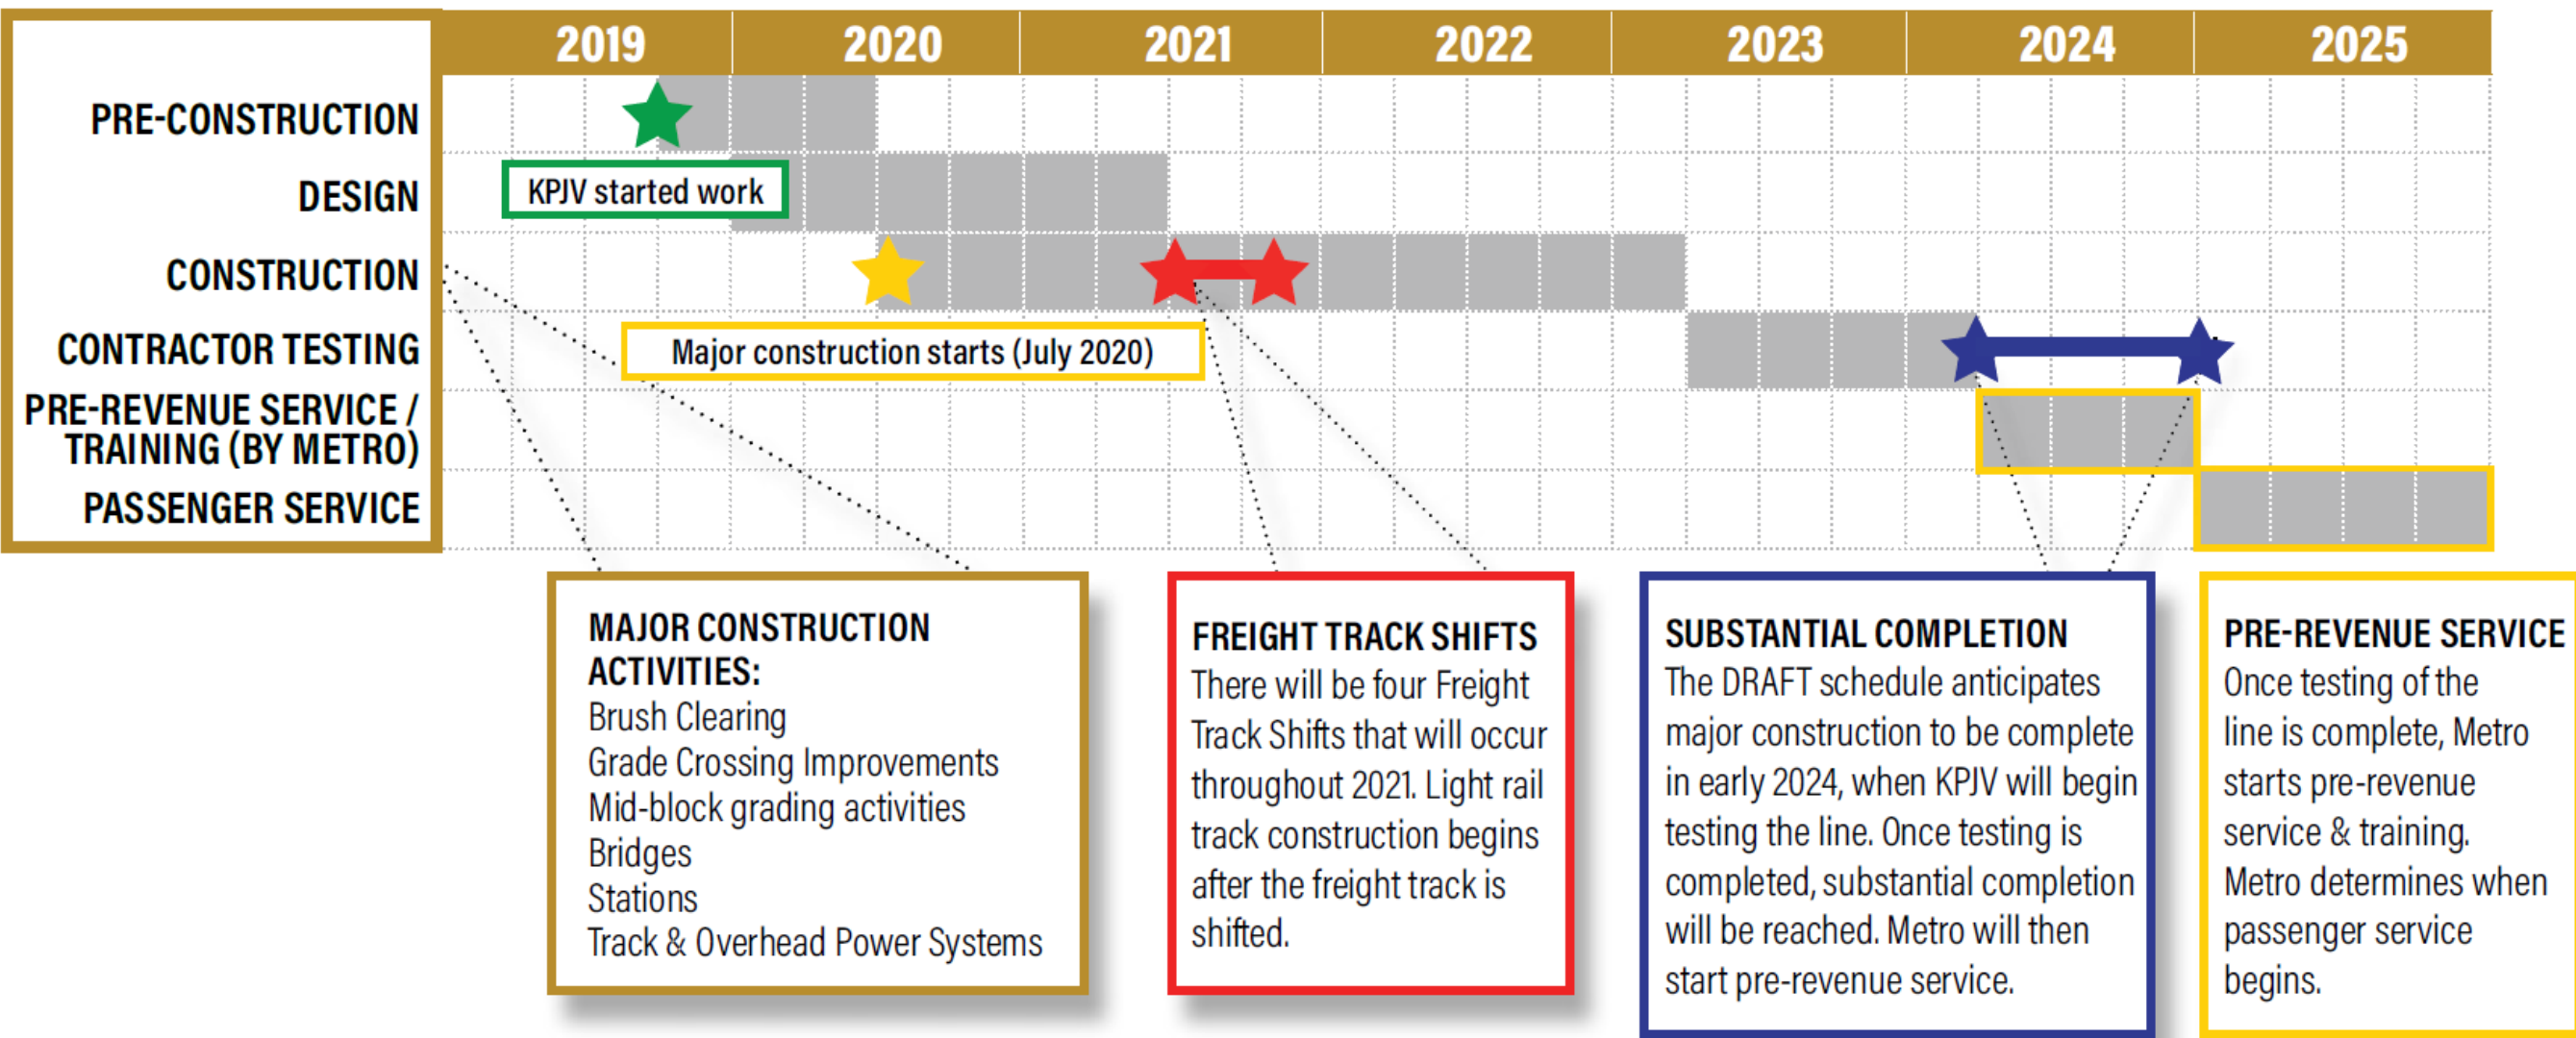 2019 2020 2021 2022 2023 2024 2025
PRE-CONSTRUCTION
KPJV started work
DESIGN
CONSTRUCTION
CONTRACTOR TESTING
Major construction starts (July 2020)
PRE-REVENUE SERVICE /
TRAINING (BY METRO)
PASSENGER SERVICE
MAJOR CONSTRUCTION
ACTIVITIES:
Brush Clearing
Grade Crossing Improvements
Mid-block grading activities
Bridges
Stations
Track & Overhead Power Systems
FREIGHT TRACK SHIFTS
There will be four Freight
Track Shifts that will occur
throughout 2021. Light rail
track construction begins
after the freight track is
shifted.
SUBSTANTIAL COMPLETION
The DRAFT schedule anticipates
major construction to be complete
in early 2024, when KPJV will begin
testing the line. Once testing is
completed, substantial completion
will be reached. Metro will then
start pre-revenue service.
PRE-REVENUE SERVICE
Once testing of the
line is complete, Metro
starts pre-revenue
service & training.
Metro determines when
passenger service
begins.